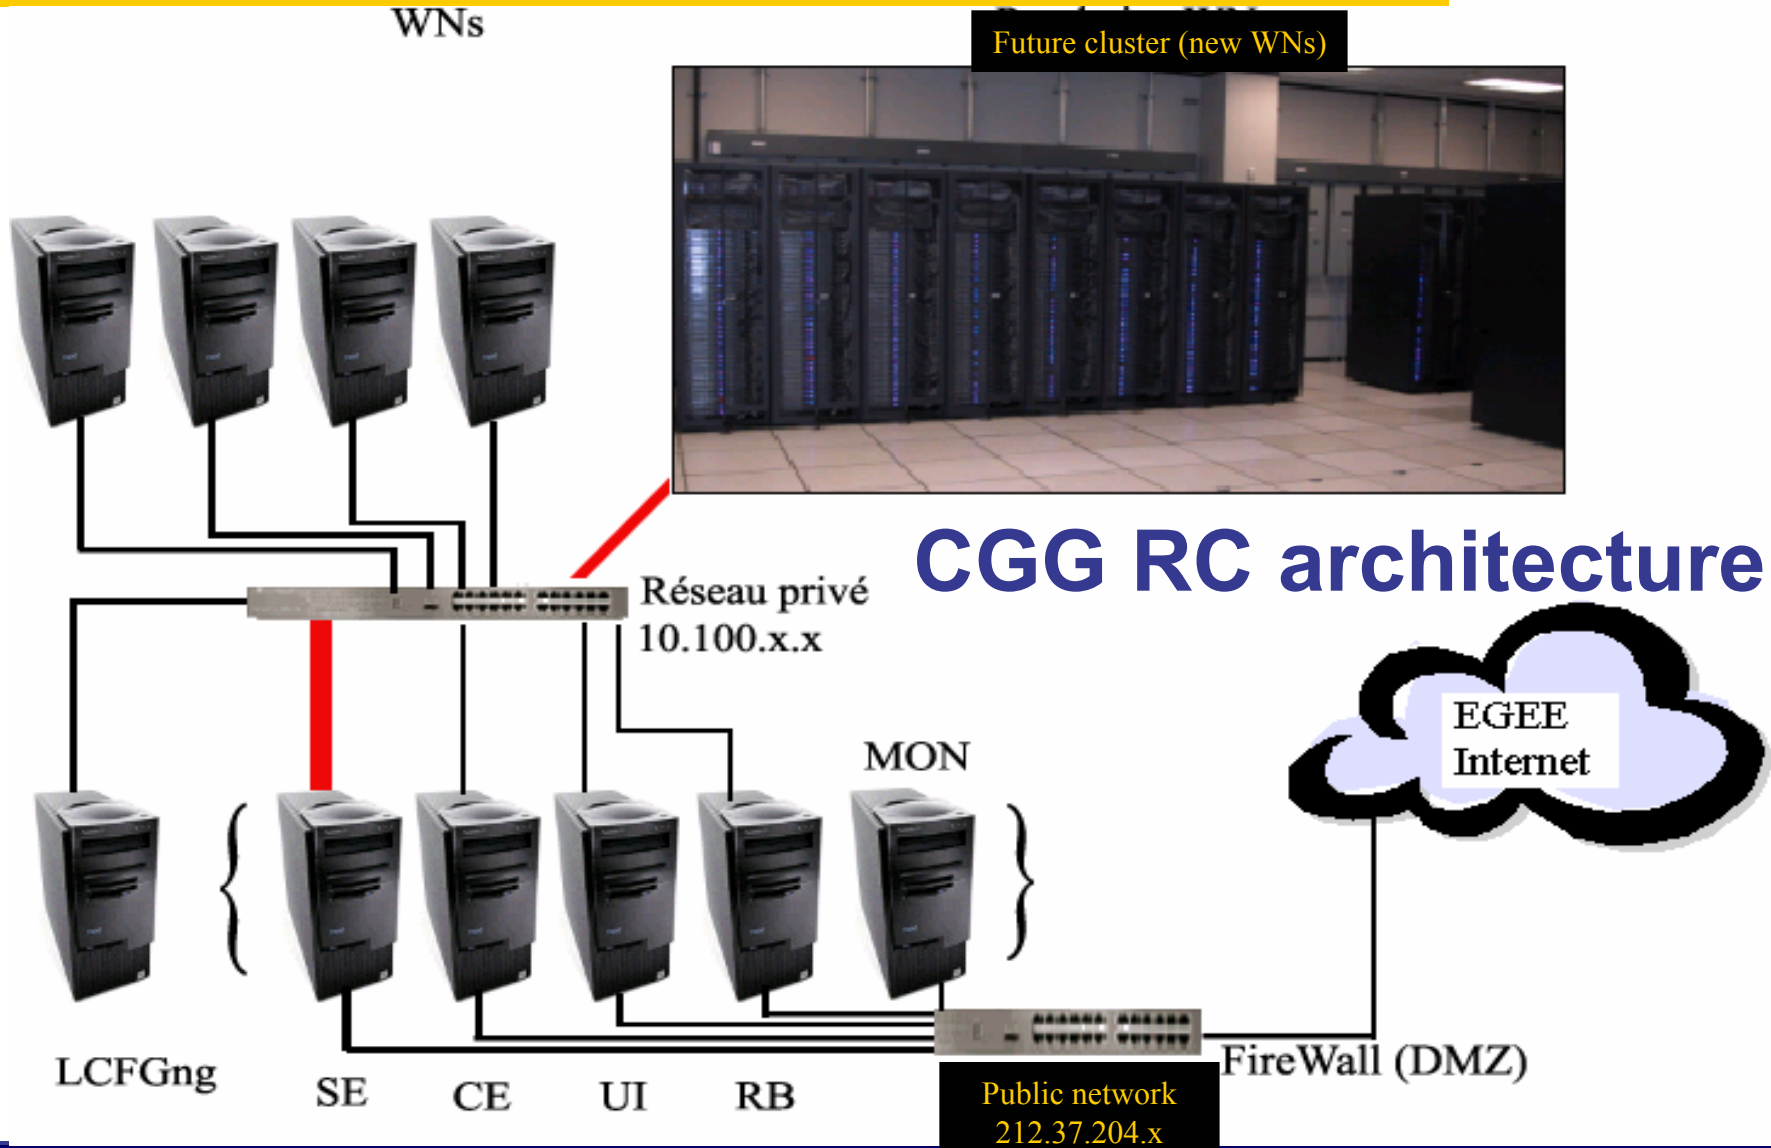 WNs
Future cluster (new WNs)
CGG RC architecture
Réseau privé
10.100.x.x
EGEE
Internet
MON
LCFGng
SE
CE
UI
RB
FireWall (DMZ)
Public network
212.37.204.x